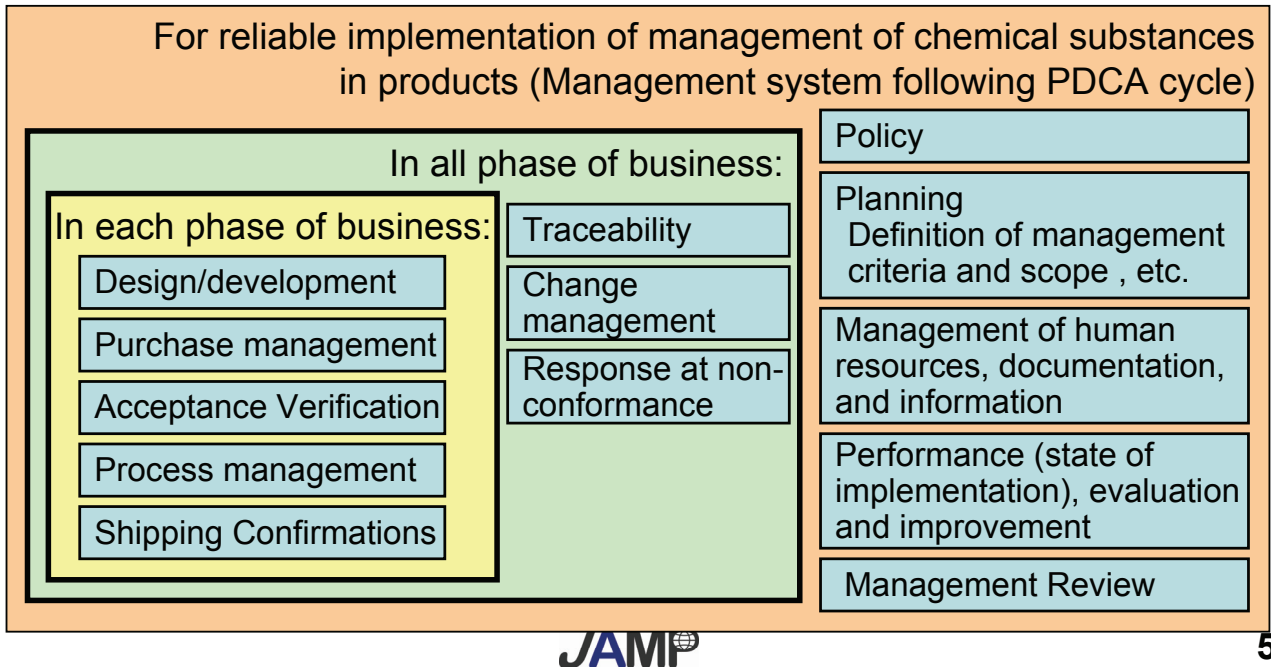 For reliable implementation of management of chemical substances
in products (Management system following PDCA cycle)
In all phase of business:
In each phase of business:
Design/development
Purchase management
Acceptance Verification
Process management
Shipping Confirmations
Traceability
Change
management
Response at non-
conformance
Policy
Planning
Definition of management
criteria and scope , etc.
Management of human
resources, documentation,
and information
Performance (state of
implementation), evaluation
and improvement
Management Review
JAMP
5